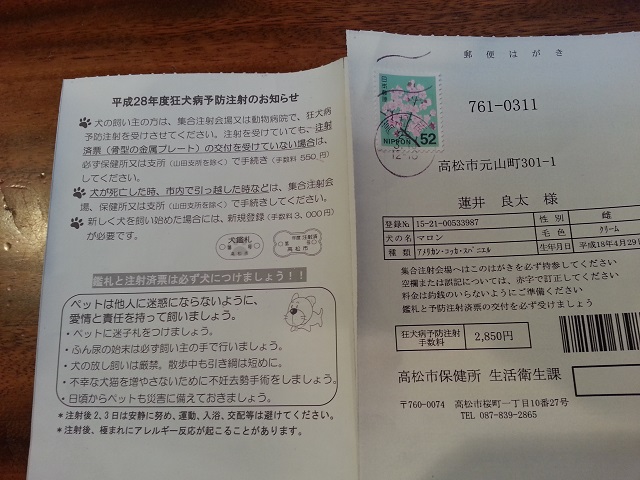 平成28年度狂犬病予防注射のお知らせ
犬の飼い主の方は、集合注射会場又は動物病院で、狂犬病
予防注射を受けさせてください。注射を受けていても、注射
済票(骨型の金属プレート)の交付を受けていない場合は、
必ず保健所又は支所(山田支所を除く)で手続き(手数料 550円)
してください。
犬が死亡した時、市内で引っ越した時などは、集合注射会
場、保健所又は支所(山田支所を除く)で手続きしてください。
新しく犬を飼い始めた場合には、新規登録(手数料 3,000円)
が必要です。
犬鑑札
高松市
鑑札と注射済票は必ず犬につけましょう!!
ペットは他人に迷惑にならないように、
愛情と責任を持って飼いましょう。
・ペットに迷子札をつけましょう。
・ふん尿の始末は必ず飼い主の手で行いましょう。
・犬の放し飼いは厳禁。散歩中も引き綱は短めに。
・不幸な犬猫を増やさないために不妊去勢手術をしましょう。
・日頃からペットも災害に備えておきましょう。
*注射後2、3日は安静に努め、運動、入浴、交配等は避けてください。
*注射後、極まれにアレルギー反応が起こることがあります。
郵便はがき
日本郵便
52
NIPPON
761-0311
高松市元山町301-1
蓮井 良太 様
登録№ 15-21-00533987 性別 雌
犬の名 マロン 毛色 クリーム
種類 アメリカン・コッカ・スパニエル 生年月日 平成18年4月29日
集合注射会場へはこのはがきを必ず持参してください
空欄または誤記については、赤字で訂正してください
料金は釣銭のいらないようにご準備ください
鑑札と予防注射済票の交付を必ず受けましょう
狂犬病予防注射
手数料
2,850円
高松市保健所 生活衛生課
〒760-0074 高松市桜町一丁目10番27号
TEL 087-839-2865